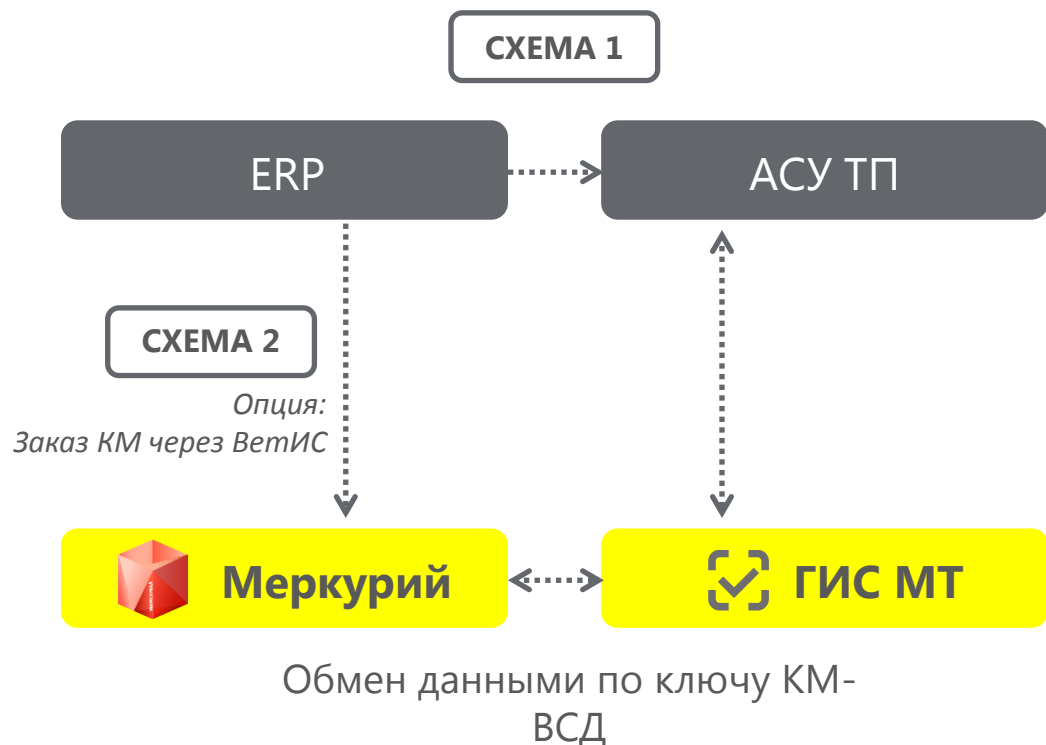 СХЕМА 1
ERP
АСУ ТП
СХЕМА 2
Опция:
Заказ КМ через ВетИС
Меркурий
ГИС МТ
Обмен данными по ключу КМ-
ВСД